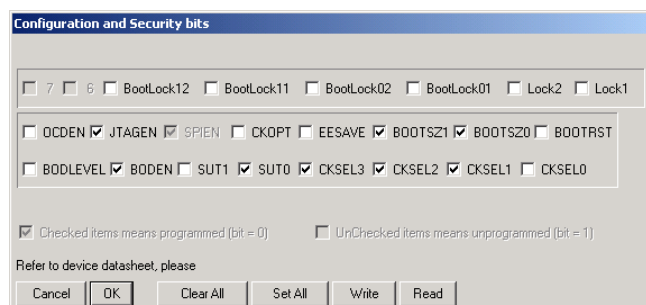 Configuration and Security bits
7 6 BootLock12 BootLock11 BootLock02 BootLock01 Lock2 Lock1
OCDEN JTAGEN SPIEN CKOPT EESAVE BOOTSZ1 BOOTSZ0 BOOTRST
BODLEVEL BODEN SUT1 SUT0 CKSEL3 CKSEL2 CKSEL1 CKSEL0
Checked items means programmed (bit = 0) UnChecked items means unprogrammed (bit = 1)
Refer to device datasheet, please
Cancel OK Clear All Set All Write Read